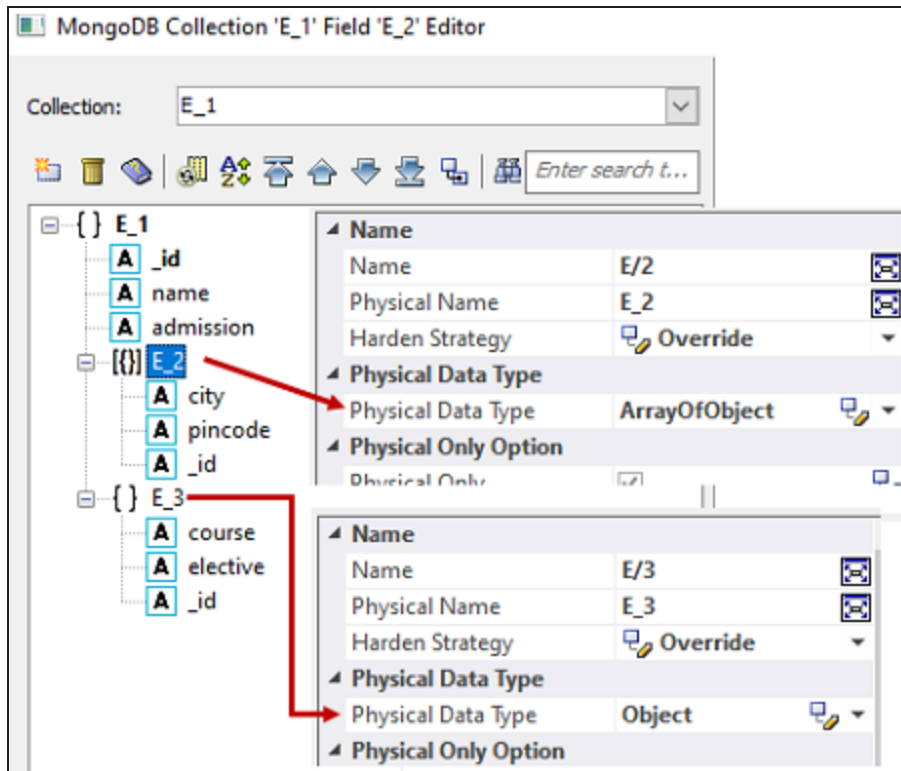 MongoDB Collection 'E_1' Field 'E_2' Editor
Collection: E_1
Enter search t...
{ } E_1
A _id
A name
A admission
[{}] E_2
A city
A pincode
A _id
{ } E_3
A course
A elective
A _id
Name
Name E/2
Physical Name E_2
Harden Strategy Override
Physical Data Type
Physical Data Type ArrayOfObject
Physical Only Option
Physical Only
Name
Name E/3
Physical Name E_3
Harden Strategy Override
Physical Data Type
Physical Data Type Object
Physical Only Option